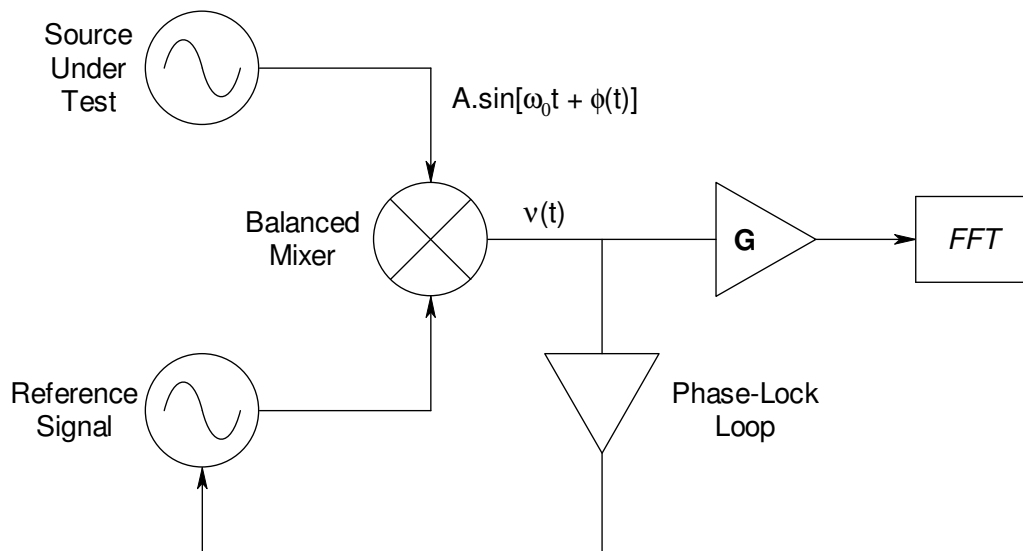 Source
Under
Test
A.sin[ω₀t + ϕ(t)]
Balanced
Mixer
ν(t)
G
FFT
Reference
Signal
Phase-Lock
Loop